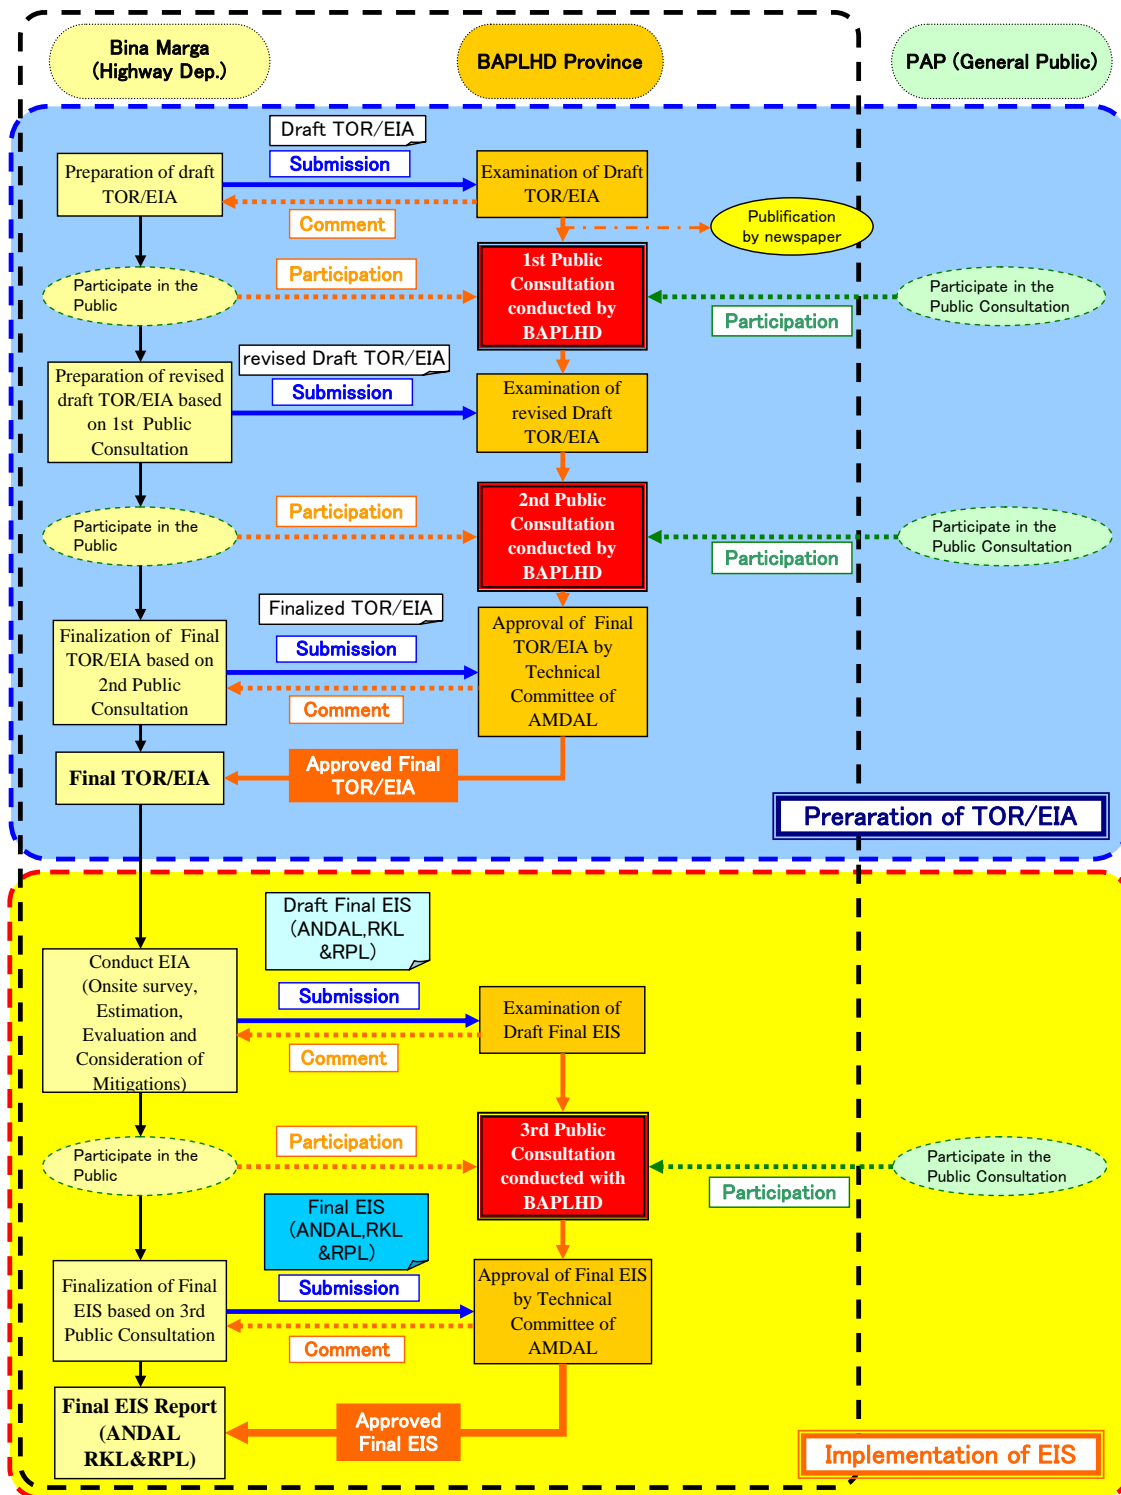 Bina Marga
(Highway Dep.)
BAPLHD Province
PAP (General Public)
Draft TOR/EIA
Preparation of draft
TOR/EIA
Submission
Examination of Draft
TOR/EIA
Comment
Publification
by newspaper
Participate in the
Public
Participation
1st Public
Consultation
conducted by
BAPLHD
Participation
Participate in the
Public Consultation
revised Draft TOR/EIA
Preparation of revised
draft TOR/EIA based
on 1st  Public
Consultation
Submission
Examination of
revised Draft
TOR/EIA
Participate in the
Public
Participation
2nd Public
Consultation
conducted by
BAPLHD
Participation
Participate in the
Public Consultation
Finalized TOR/EIA
Finalization of  Final
TOR/EIA based on
2nd Public
Consultation
Submission
Comment
Approval of  Final
TOR/EIA by
Technical
Committee of
AMDAL
Final TOR/EIA
Approved Final
TOR/EIA
Preraration of TOR/EIA
Draft Final EIS
(ANDAL,RKL
&RPL)
Conduct EIA
(Onsite survey,
Estimation,
Evaluation and
Consideration of
Mitigations)
Submission
Comment
Examination of
Draft Final EIS
Participate in the
Public
Participation
3rd Public
Consultation
conducted with
BAPLHD
Participation
Participate in the
Public Consultation
Final EIS
(ANDAL,RKL
&RPL)
Finalization of Final
EIS based on 3rd
Public Consultation
Submission
Comment
Approval of Final EIS
by Technical
Committee of
AMDAL
Final EIS Report
(ANDAL
RKL&RPL)
Approved
Final EIS
Implementation of EIS